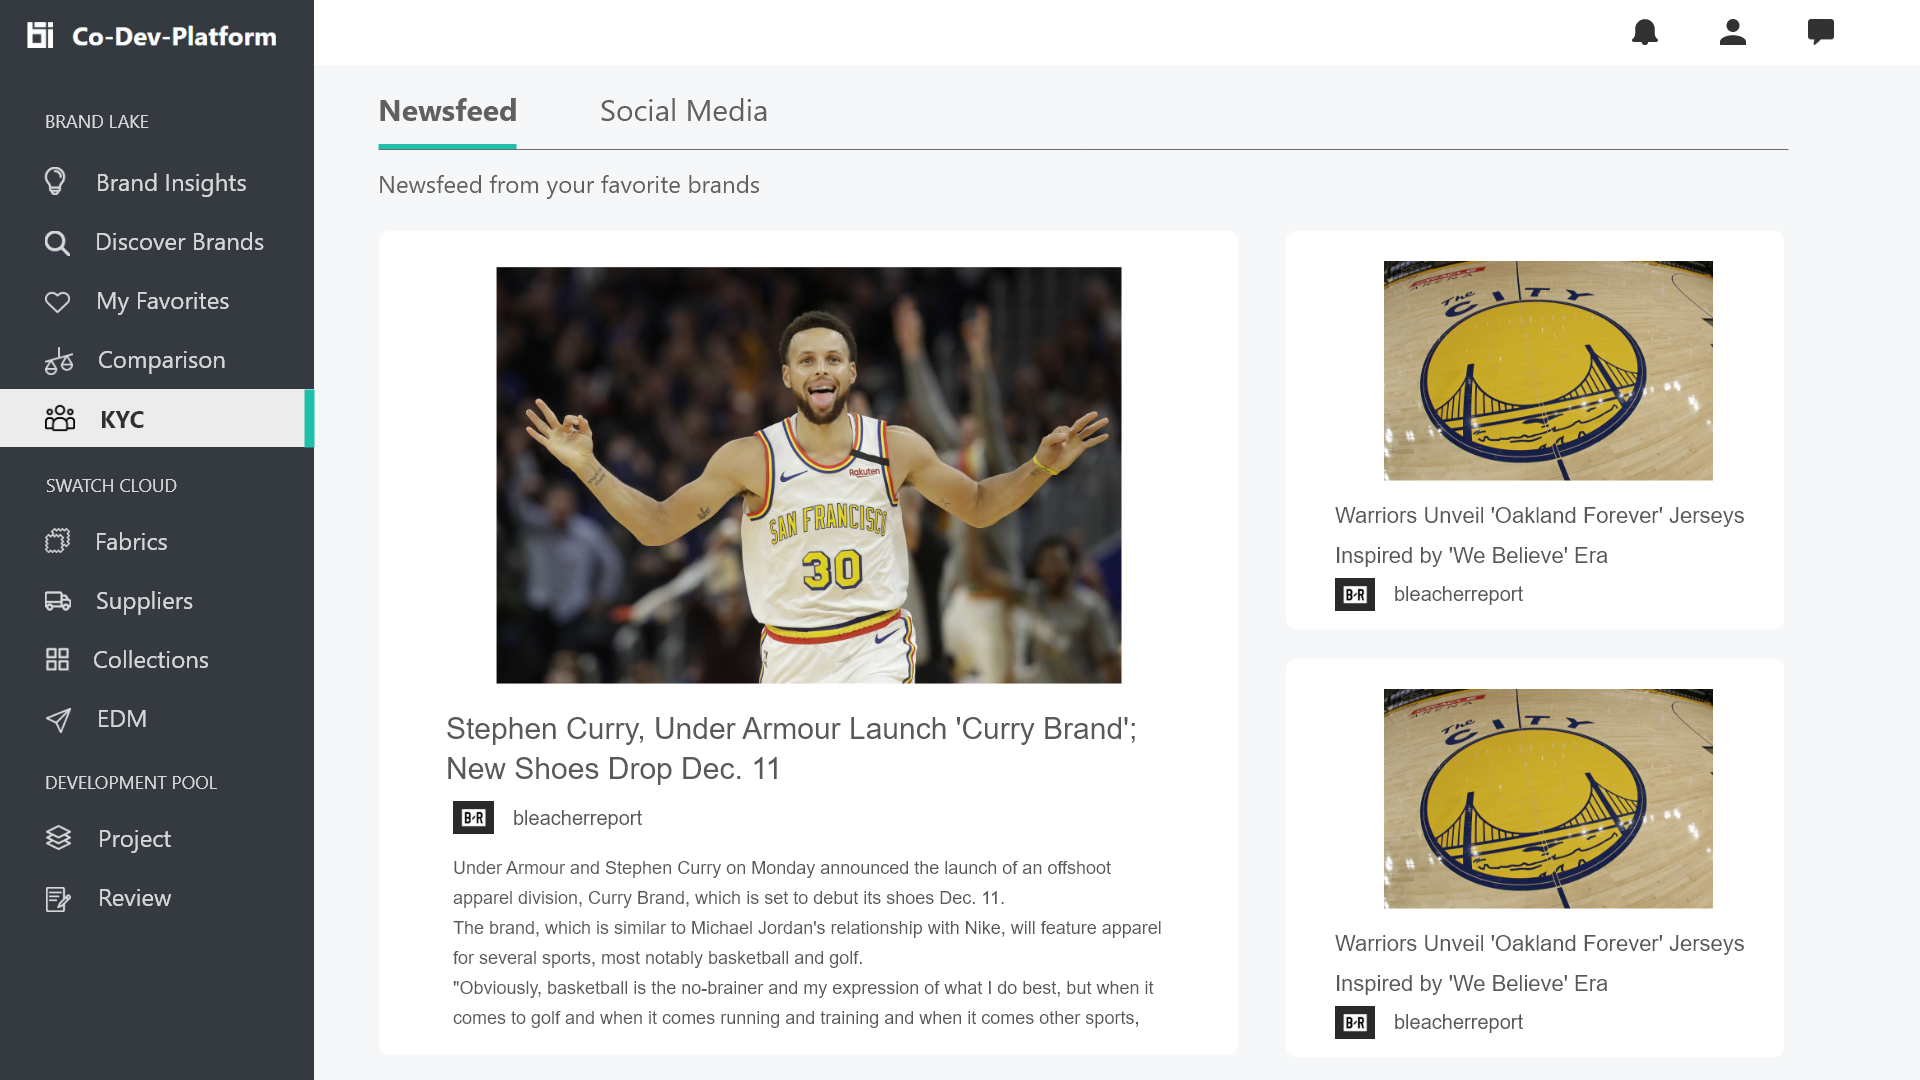 Co-Dev-Platform
BRAND LAKE
Brand Insights
Discover Brands
My Favorites
Comparison
KYC
SWATCH CLOUD
Fabrics
Suppliers
Collections
EDM
DEVELOPMENT POOL
Project
Review
Newsfeed
Social Media
Newsfeed from your favorite brands
Rakuten
SAN FRANCISCO
30
Stephen Curry, Under Armour Launch 'Curry Brand';
New Shoes Drop Dec. 11
B/R
bleacherreport
Under Armour and Stephen Curry on Monday announced the launch of an offshoot
apparel division, Curry Brand, which is set to debut its shoes Dec. 11.
The brand, which is similar to Michael Jordan's relationship with Nike, will feature apparel
for several sports, most notably basketball and golf.
"Obviously, basketball is the no-brainer and my expression of what I do best, but when it
comes to golf and when it comes running and training and when it comes other sports,
The
CITY
Warriors Unveil 'Oakland Forever' Jerseys
Inspired by 'We Believe' Era
B/R
bleacherreport
The
CITY
Warriors Unveil 'Oakland Forever' Jerseys
Inspired by 'We Believe' Era
B/R
bleacherreport